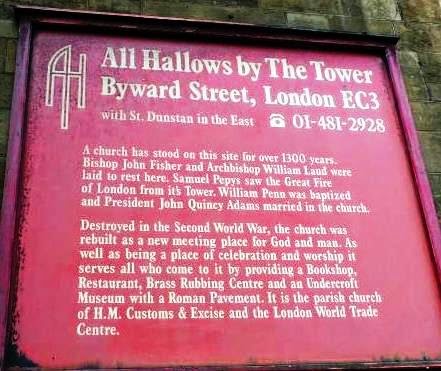 AH
All Hallows by The Tower
Byward Street, London EC3
with St. Dunstan in the East ☎ 01-481-2928
A church has stood on this site for over 1300 years.
Bishop John Fisher and Archbishop William Laud were
laid to rest here. Samuel Pepys saw the Great Fire
of London from it's Tower. William Penn was baptized
and President John Quincy Adams married in the church.
Destroyed in the Second World War, the church was
rebuilt as a new meeting place for God and man. As
well as being a place of celebration and worship it
serves all who come to it by providing a Bookshop,
Restaurant, Brass Rubbing Centre and an Undercroft
Museum with a Roman Pavement. It is the parish church
of H.M. Customs & Excise and the London World Trade
Centre.